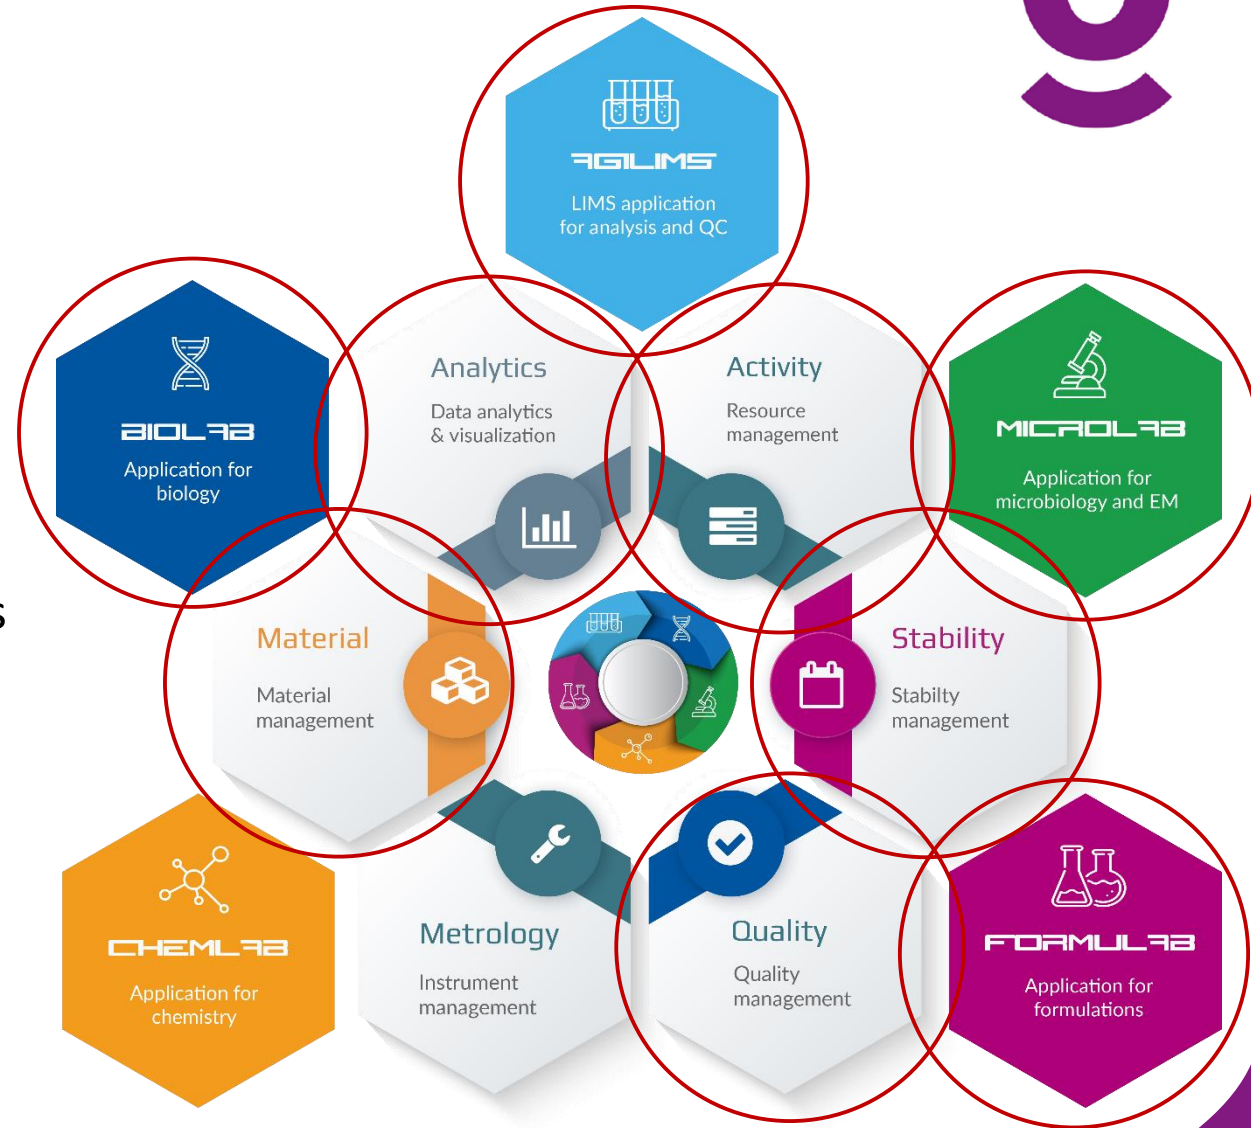 AGILIMS
LIMS application
for analysis and QC
BIOLAB
Application for
biology
Analytics
Data analytics
& visualization
Activity
Resource
management
MICROLAB
Application for
microbiology and EM
s
Material
Material
management
Stability
Stabilty
management
CHEMLAB
Application for
chemistry
Metrology
Instrument
management
Quality
Quality
management
FORMULAB
Application for
formulations